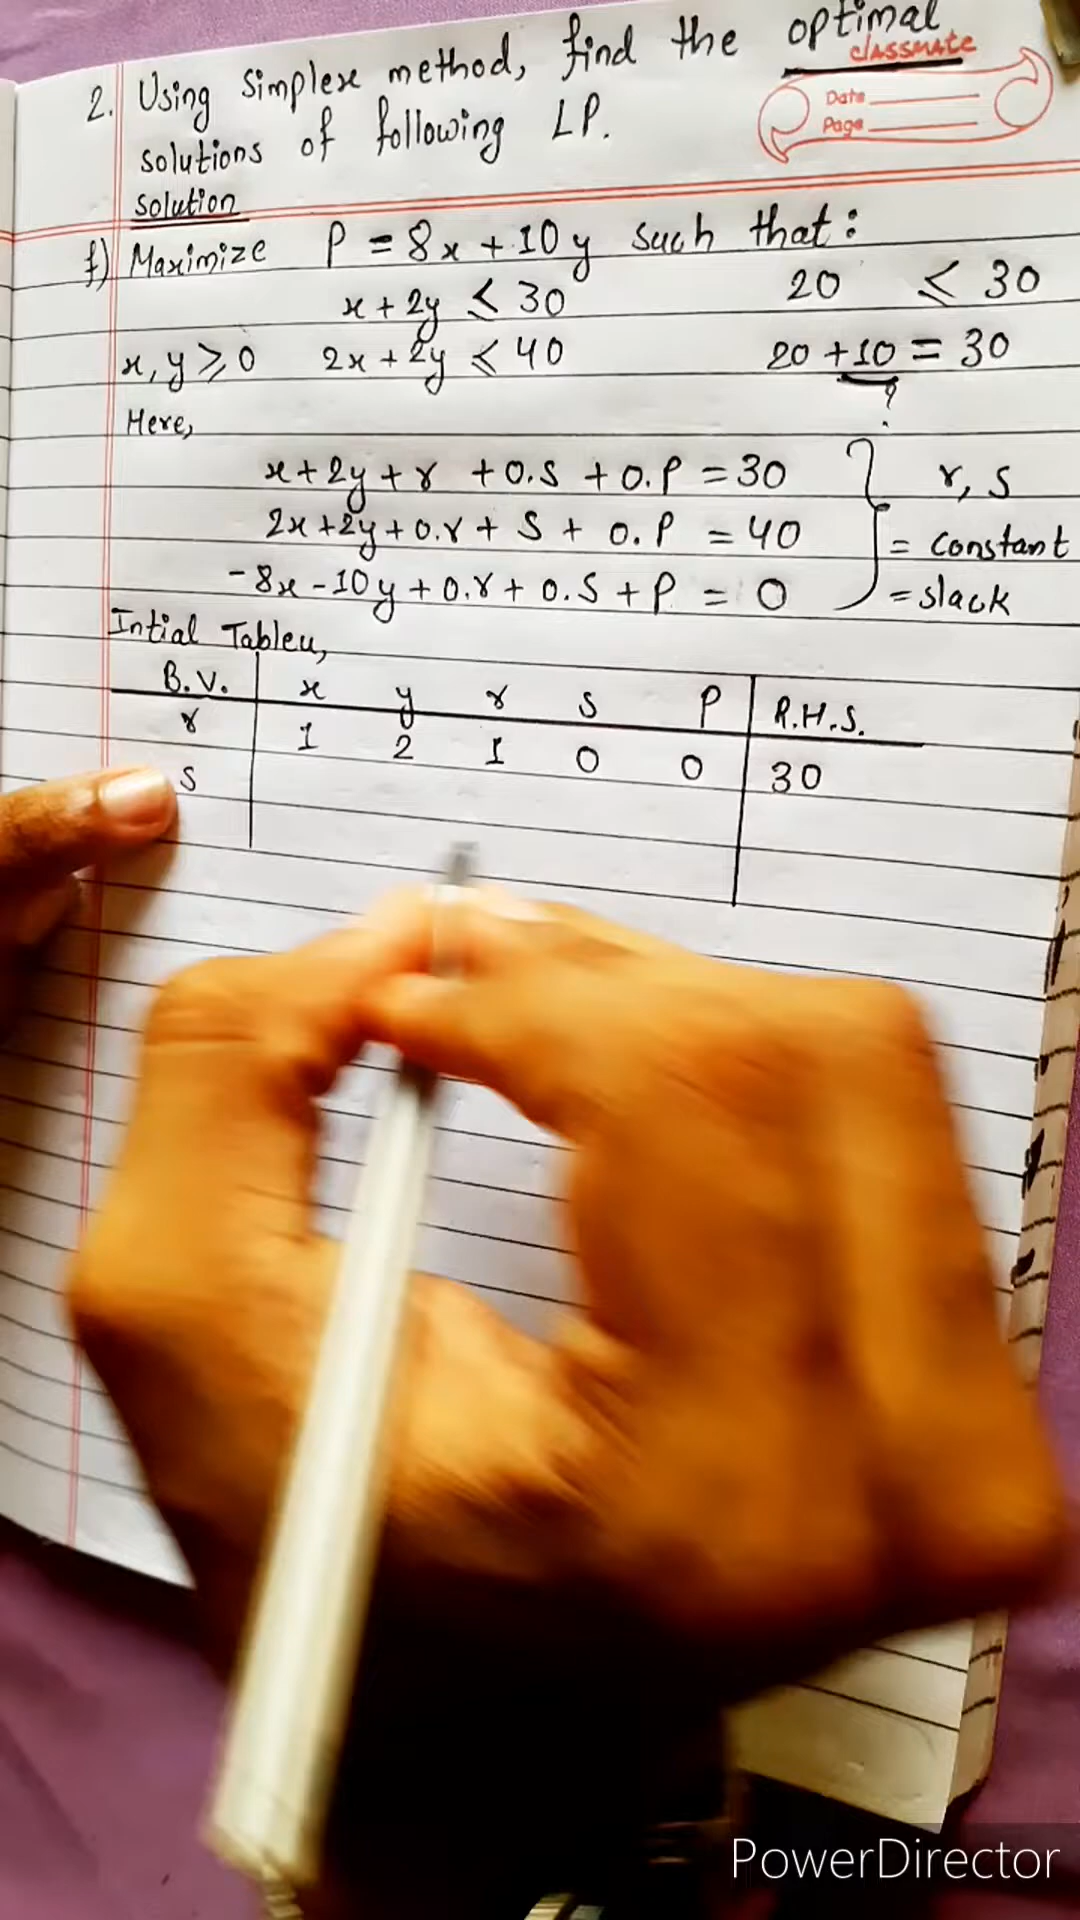 2. Using Simplex method, find the optimal
CLASSMATE
Date
Page
solutions of following LP.
solution
f) Maximize P = 8x + 10y such that:
x + 2y ≤ 30 20 ≤ 30
x, y ≥ 0 2x + 2y ≤ 40 20 + 10 = 30
?
Here,
x + 2y + r + 0.S + 0.P = 30 } r, s
2x + 2y + 0.r + S + 0.P = 40 = constant
-8x - 10y + 0.r + 0.S + P = 0 = slack
Intial Tableu,
B.V. x y r s P R.H.S.
r 1 2 1 0 0 30
s
PowerDirector